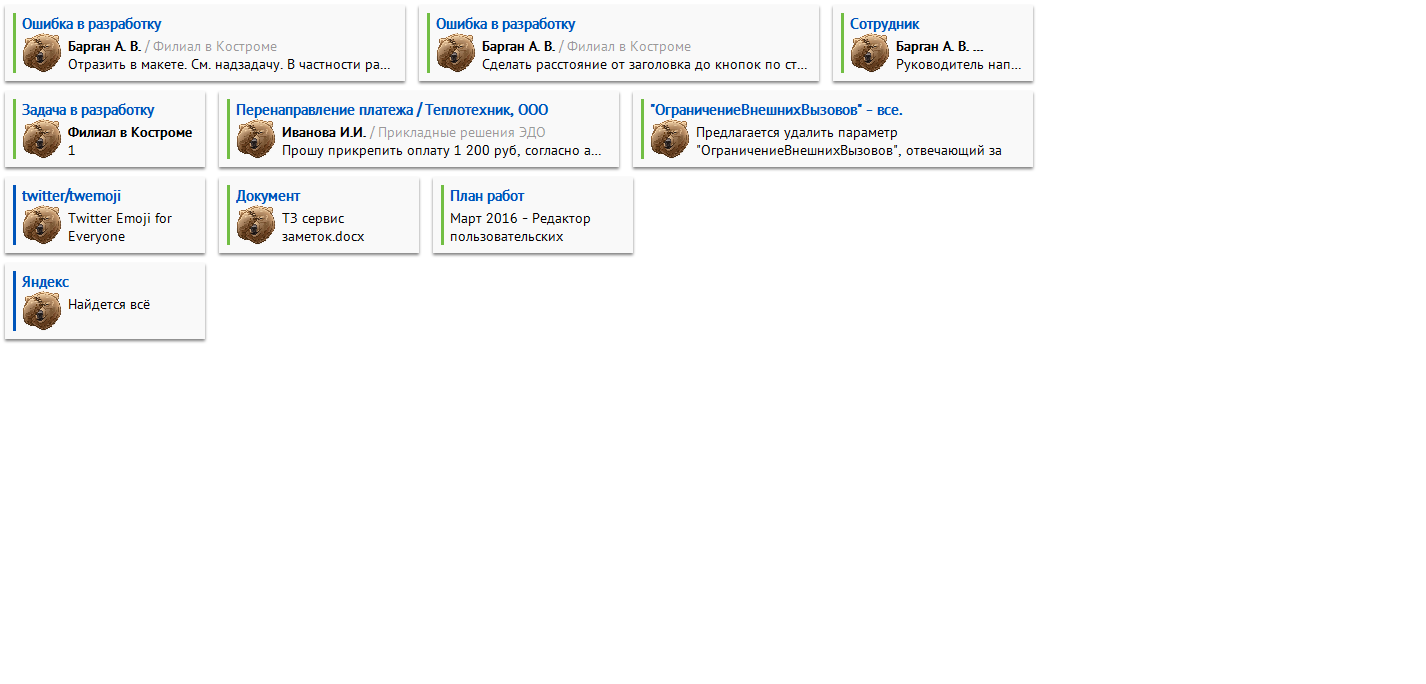 Ошибка в разработку
Барган А. В. / Филиал в Костроме
Отразить в макете. См. надзадачу. В частности ра...
Ошибка в разработку
Барган А. В. / Филиал в Костроме
Сделать расстояние от заголовка до кнопок по ст...
Сотрудник
Барган А. В. ...
Руководитель нап...
Задача в разработку
Филиал в Костроме
1
Перенаправление платежа / Теплотехник, ООО
Иванова И.И. / Прикладные решения ЭДО
Прошу прикрепить оплату 1 200 руб, согласно а...
"ОграничениеВнешнихВызовов" - все.
Предлагается удалить параметр
"ОграничениеВнешнихВызовов", отвечающий за
twitter/twemoji
Twitter Emoji for
Everyone
Документ
ТЗ сервис
заметок.docx
План работ
Март 2016 - Редактор
пользовательских
Яндекс
Найдется всё